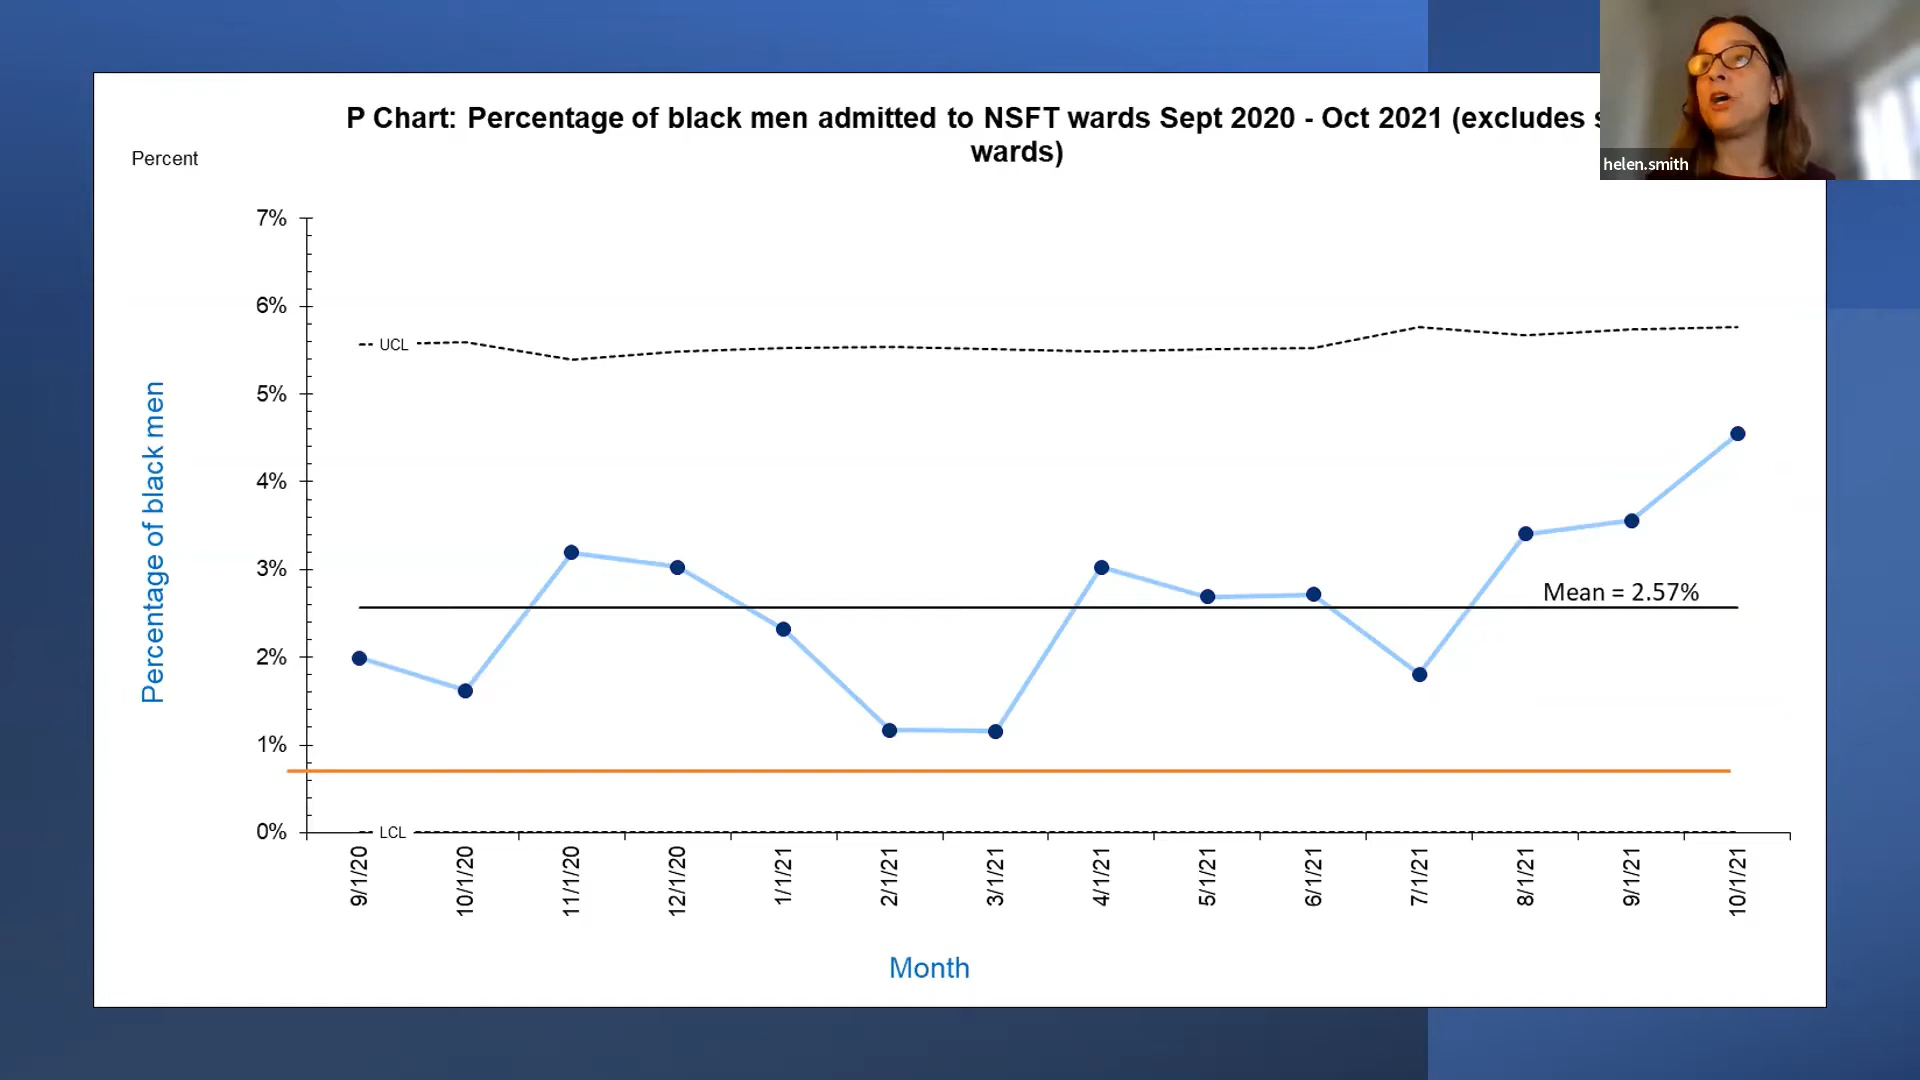 P Chart: Percentage of black men admitted to NSFT wards Sept 2020 - Oct 2021 (excludes
wards)
helen.smith
Percent
7%
6%
5%
4%
3%
2%
1%
0%
Percentage of black men
UCL
Mean = 2.57%
LCL
9/1/20
10/1/20
11/1/20
12/1/20
1/1/21
2/1/21
3/1/21
4/1/21
5/1/21
6/1/21
7/1/21
8/1/21
9/1/21
10/1/21
Month